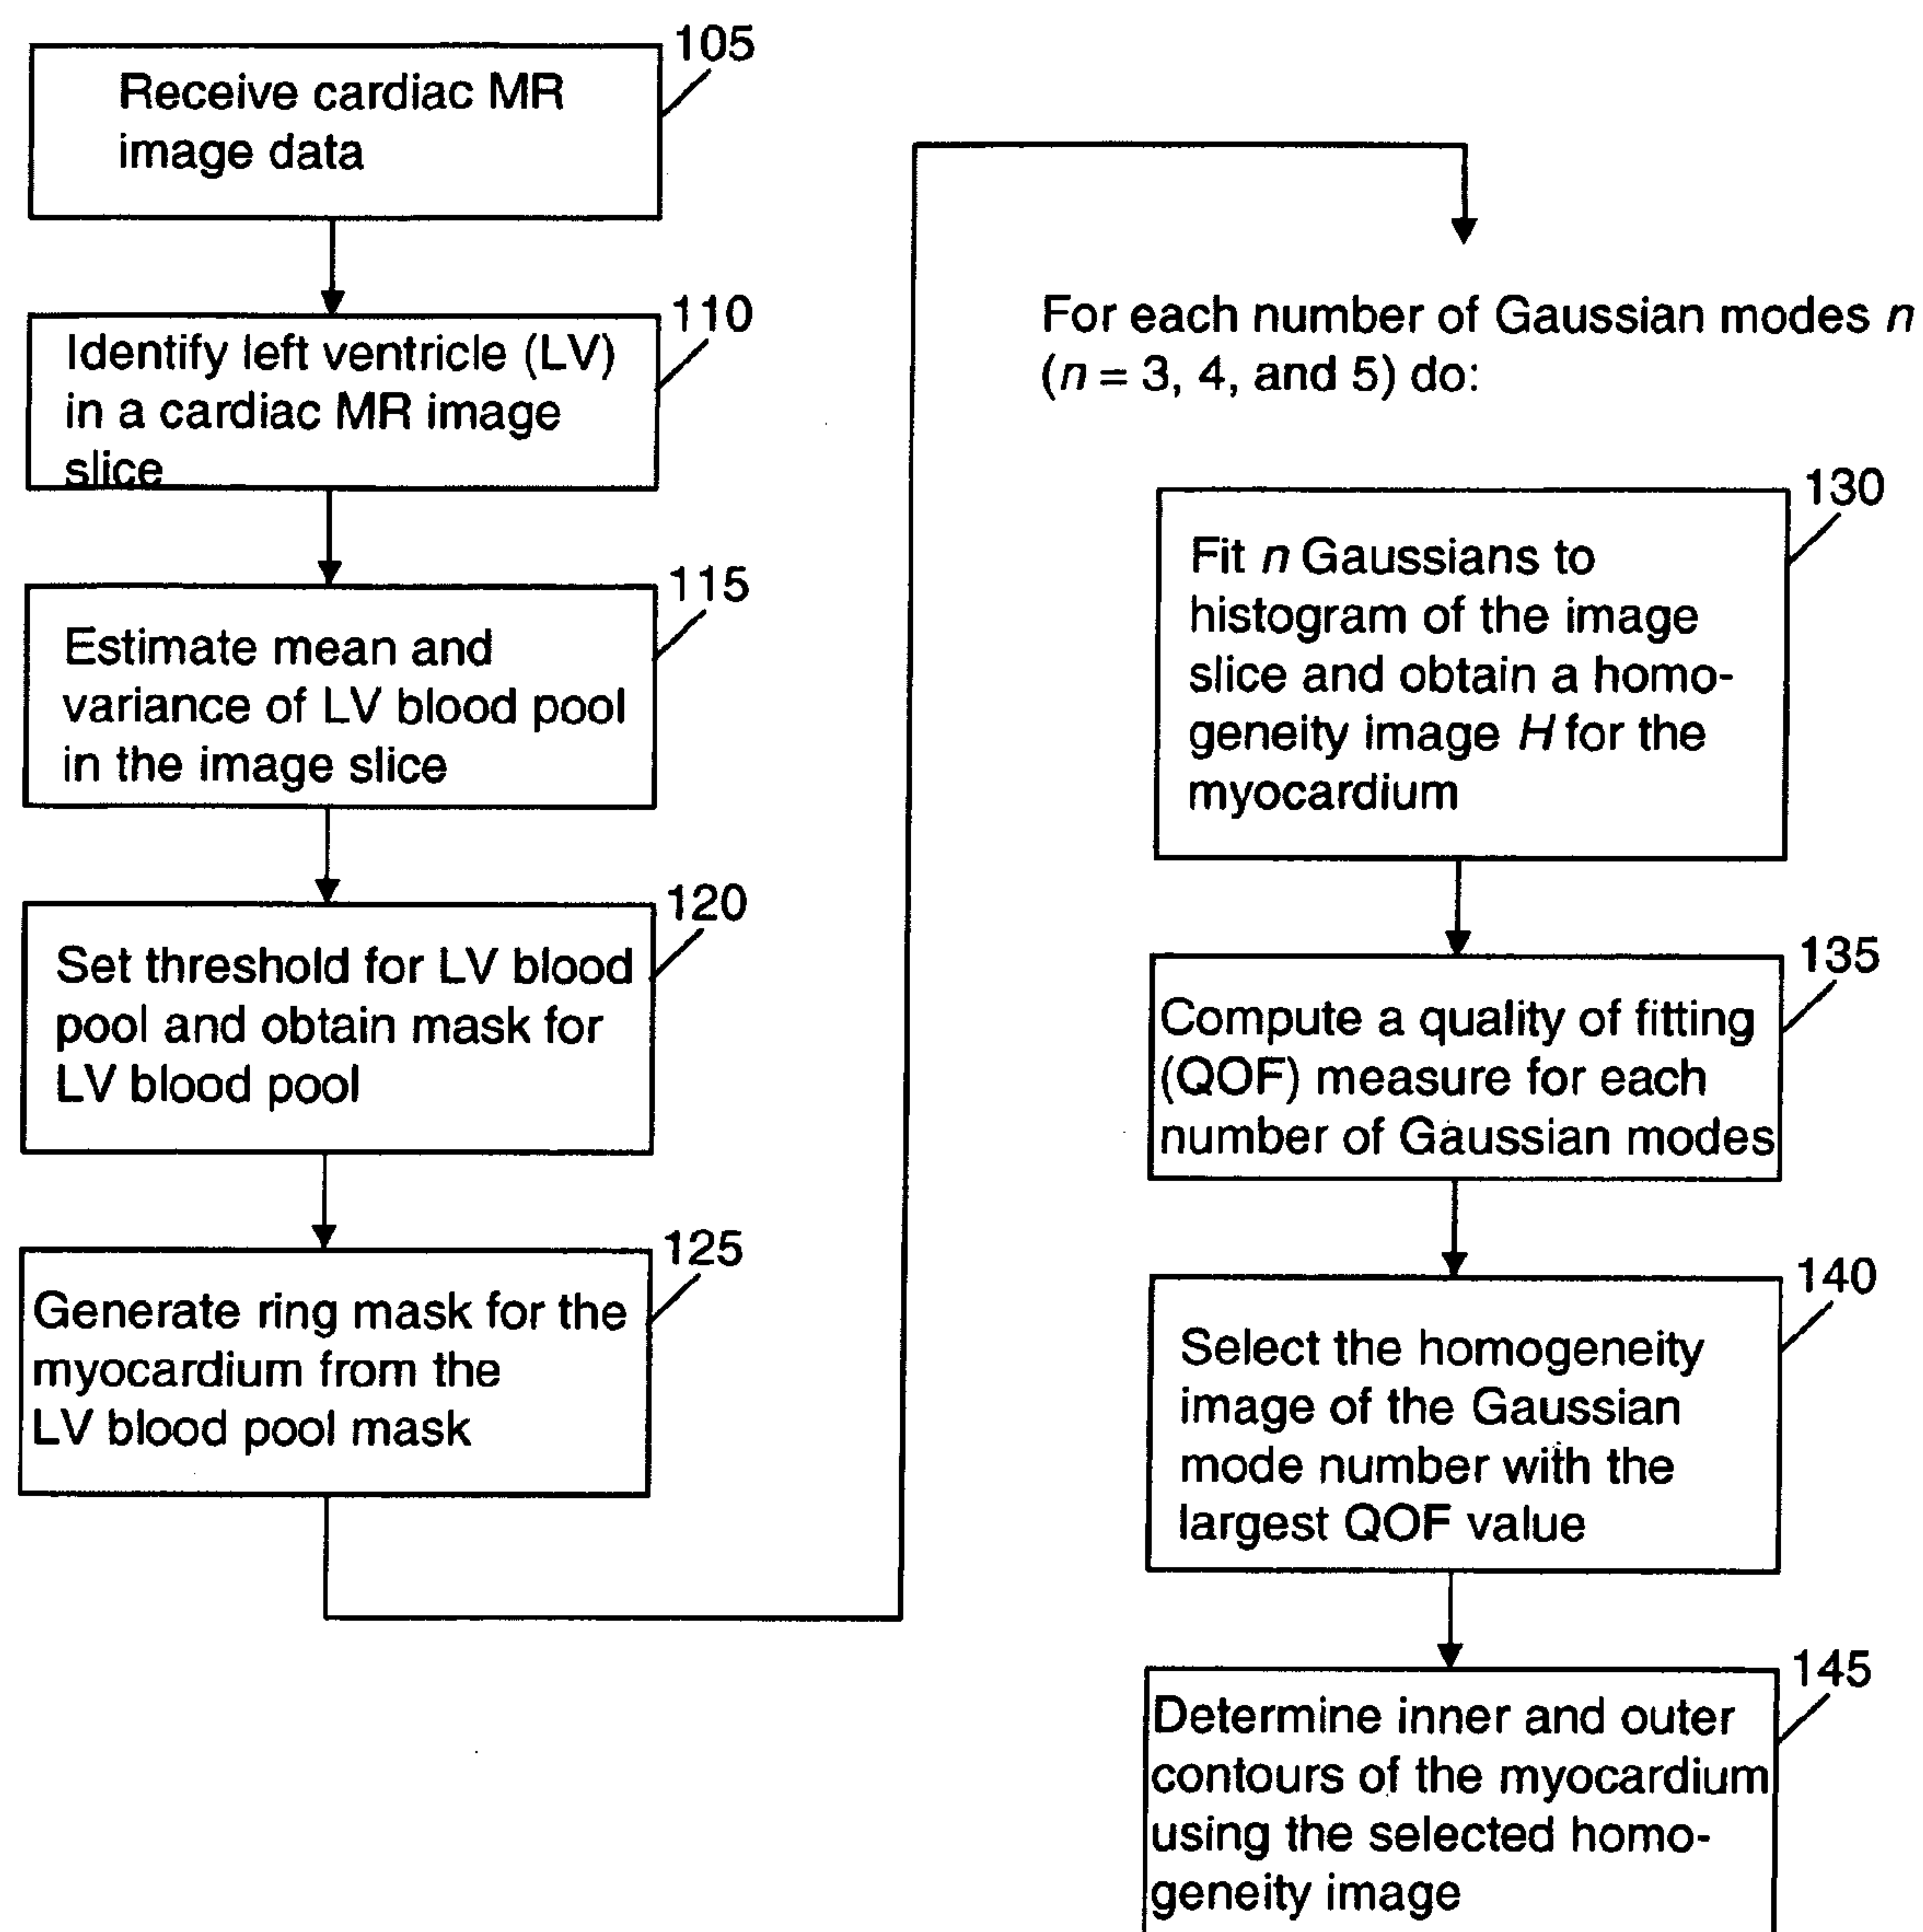 105
Receive cardiac MR
image data
110
Identify left ventricle (LV)
in a cardiac MR image
slice
115
Estimate mean and
variance of LV blood pool
in the image slice
120
Set threshold for LV blood
pool and obtain mask for
LV blood pool
125
Generate ring mask for the
myocardium from the
LV blood pool mask
For each number of Gaussian modes n
(n = 3, 4, and 5) do:
130
Fit n Gaussians to
histogram of the image
slice and obtain a homo-
geneity image H for the
myocardium
135
Compute a quality of fitting
(QOF) measure for each
number of Gaussian modes
140
Select the homogeneity
image of the Gaussian
mode number with the
largest QOF value
145
Determine inner and outer
contours of the myocardium
using the selected homo-
geneity image